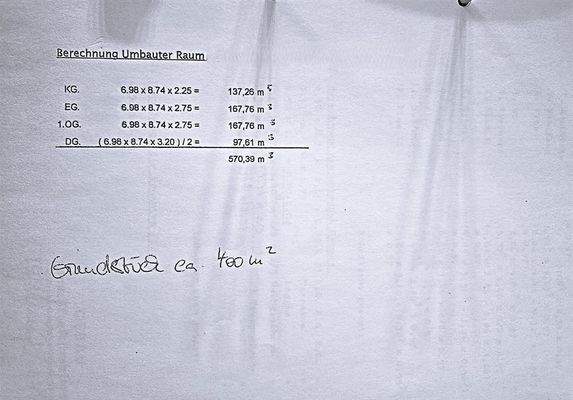 Berechnung Umbauter Raum
KG. 6.98 x 8.74 x 2.25 = 137,26 m³
EG. 6.98 x 8.74 x 2.75 = 167,76 m³
1.OG. 6.98 x 8.74 x 2.75 = 167,76 m³
DG. ( 6.98 x 8.74 x 3.20 ) / 2 = 97,61 m³
570,39 m³
Grundstück ca. 400 m²